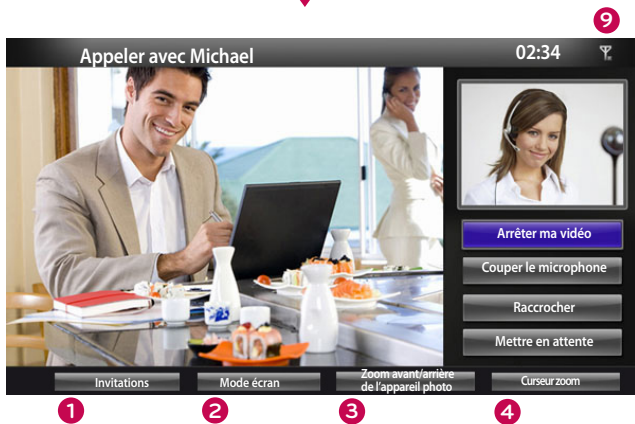 9
Appeler avec Michael
02:34
Arrêter ma vidéo
Couper le microphone
Raccrocher
Mettre en attente
Invitations
Mode écran
Zoom avant/arrière
de l'appareil photo
Curseur zoom
1
2
3
4